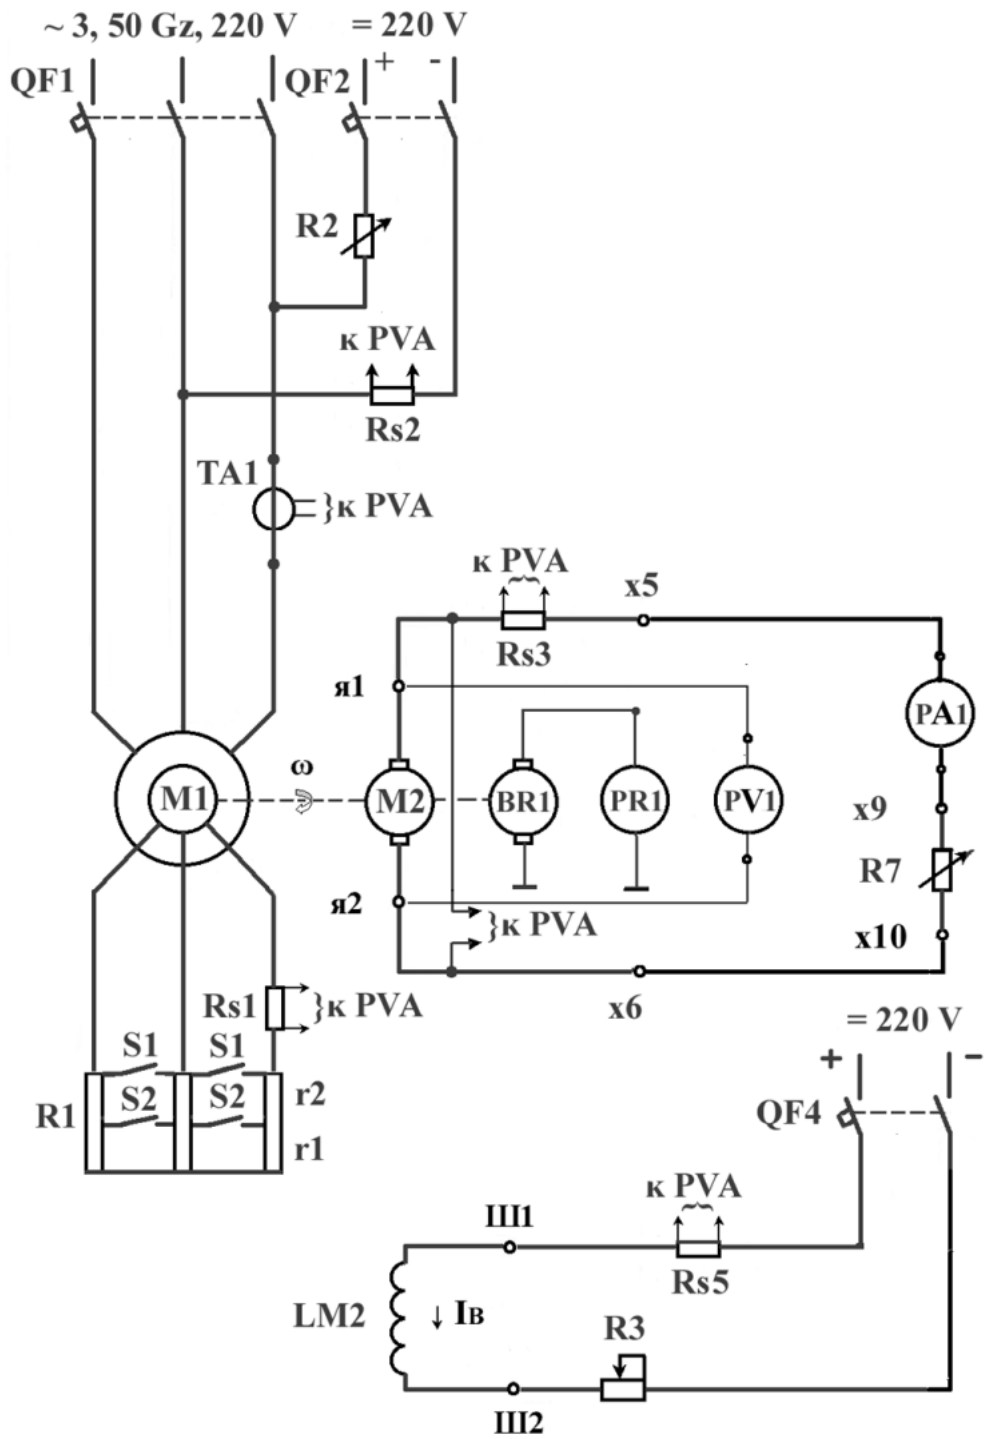 ~ 3, 50 Gz, 220 V
= 220 V
QF1
QF2
+
-
R2
к PVA
Rs2
TA1
}к PVA
к PVA
x5
Rs3
я1
PA1
ω
M1
M2
BR1
PR1
PV1
x9
R7
я2
}к PVA
x10
Rs1
}к PVA
x6
= 220 V
S1
S1
+
-
S2
S2
r2
QF4
R1
r1
к PVA
Ш1
Rs5
LM2
↓ Iв
R3
Ш2